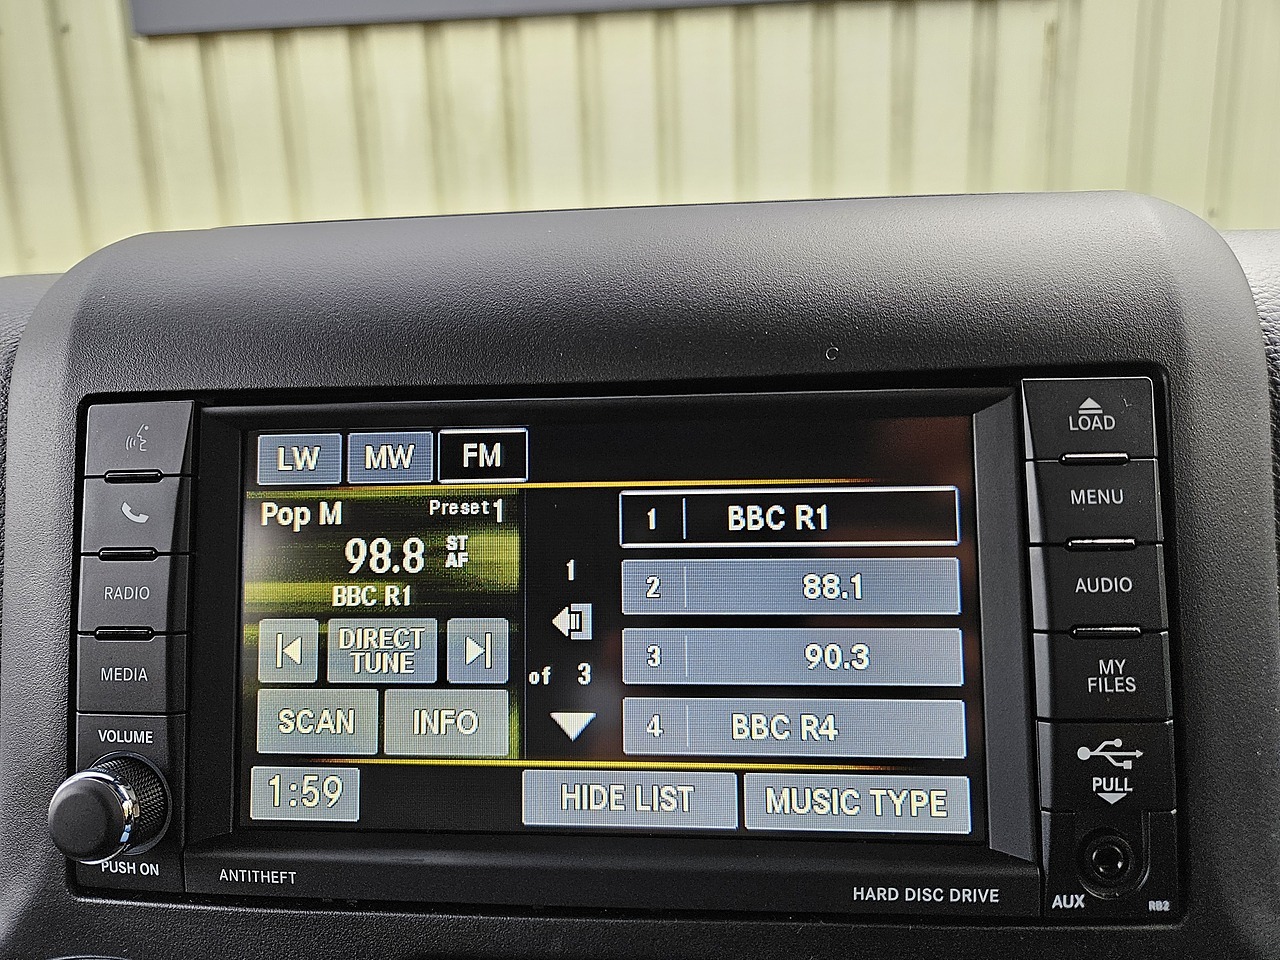 LW MW FM
Pop M Preset 1
98.8 ST AF
BBC R1
DIRECT TUNE
SCAN INFO
1:59
1
of 3
1 BBC R1
2 88.1
3 90.3
4 BBC R4
HIDE LIST MUSIC TYPE
RADIO
MEDIA
VOLUME
PUSH ON
ANTITHEFT
HARD DISC DRIVE
LOAD
MENU
AUDIO
MY
FILES
PULL
AUX
RB2